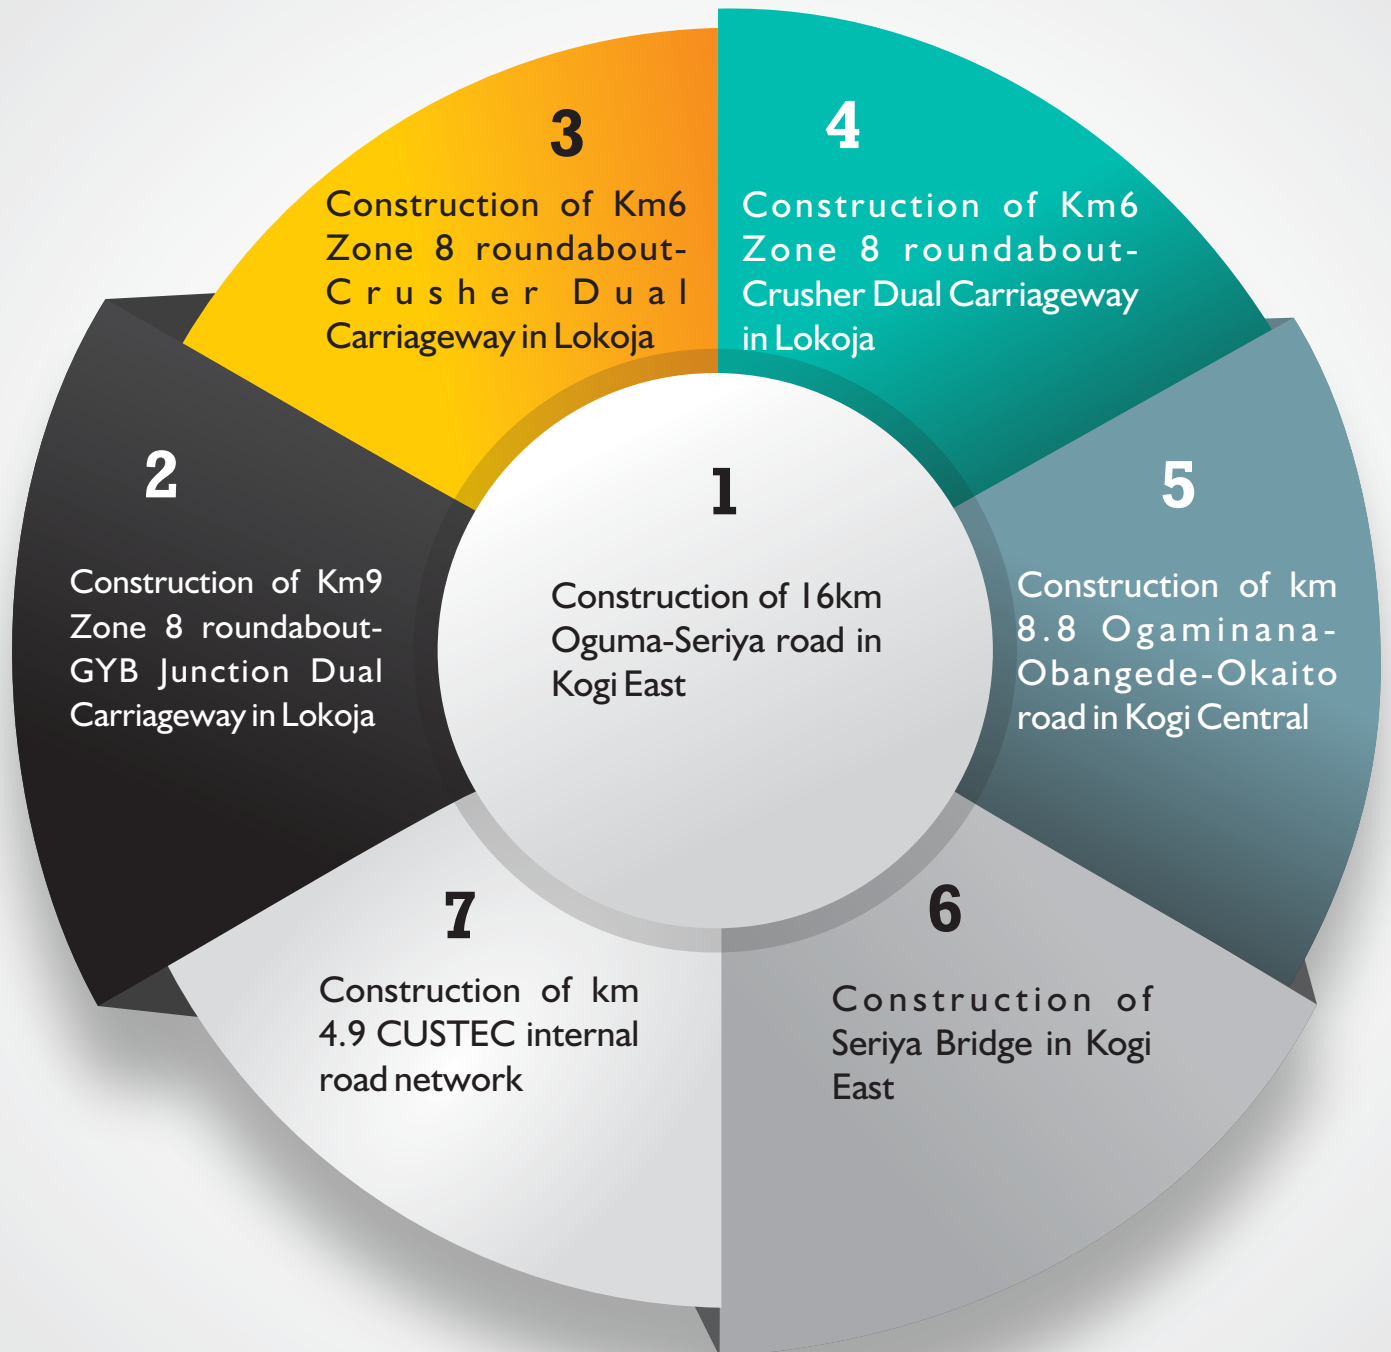 1
Construction of 16km
Oguma-Seriya road in
Kogi East
2
Construction of Km9
Zone 8 roundabout-
GYB Junction Dual
Carriageway in Lokoja
3
Construction of Km6
Zone 8 roundabout-
Crusher Dual
Carriageway in Lokoja
4
Construction of Km6
Zone 8 roundabout-
Crusher Dual Carriageway
in Lokoja
5
Construction of km
8.8 Ogaminana-
Obangede-Okaito
road in Kogi Central
6
Construction of
Seriya Bridge in Kogi
East
7
Construction of km
4.9 CUSTEC internal
road network